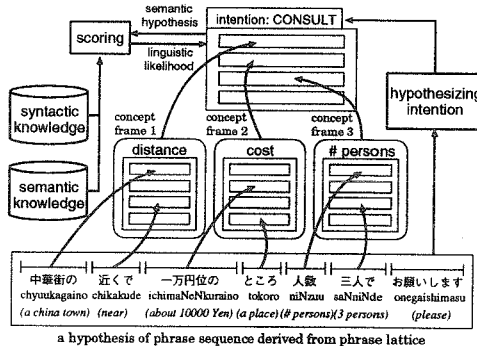 semantic
hypothesis
intention: CONSULT
scoring
linguistic
likelihood
hypothesizing
intention
syntactic
knowledge
semantic
knowledge
concept
frame 1
concept
frame 2
concept
frame 3
distance
cost
# persons
中華街の 近くで 一万円位の ところ 人数 三人で お願いします
chyuukagaino chikakude ichimaNeNkuraino tokoro niNzuu saNniNde onegaishimasu
(a china town) (near) (about 10000 Yen) (a place) (# persons) (3 persons) (please)
a hypothesis of phrase sequence derived from phrase lattice